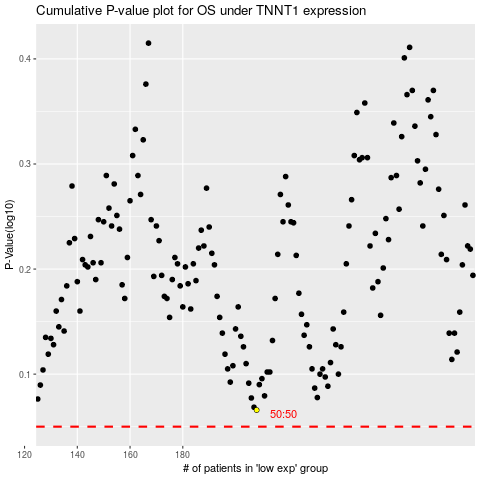 Cumulative P-value plot for OS under TNNT1 expression
P-Value(log10)
0.4
0.3
0.2
0.1
50:50
120 140 160 180
# of patients in 'low exp' group